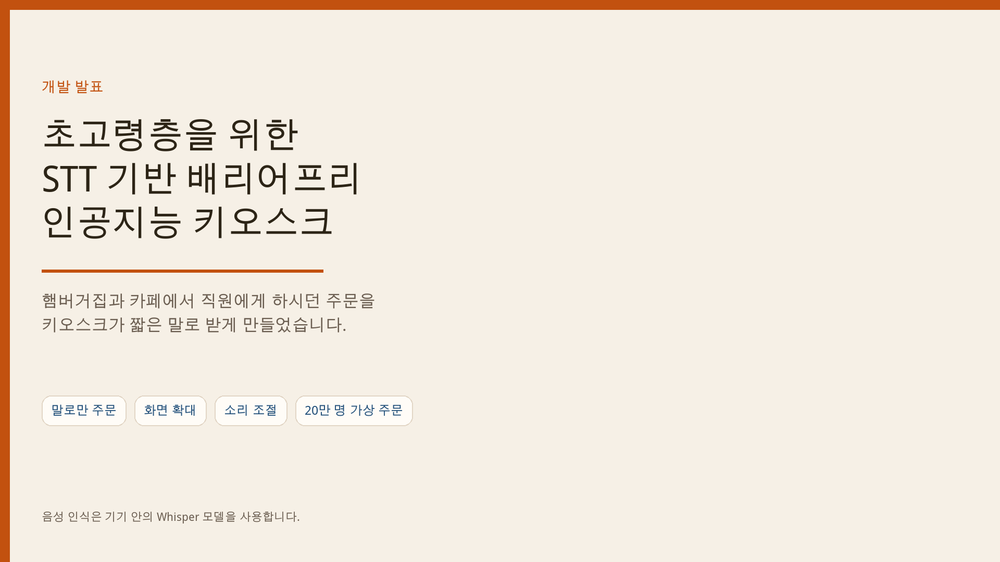 개발 발표
초고령층을 위한
STT 기반 배리어프리
인공지능 키오스크
햄버거집과 카페에서 직원에게 하시던 주문을
키오스크가 짧은 말로 받게 만들었습니다.
말로만 주문
화면 확대
소리 조절
20만 명 가상 주문
음성 인식은 기기 안의 Whisper 모델을 사용합니다.